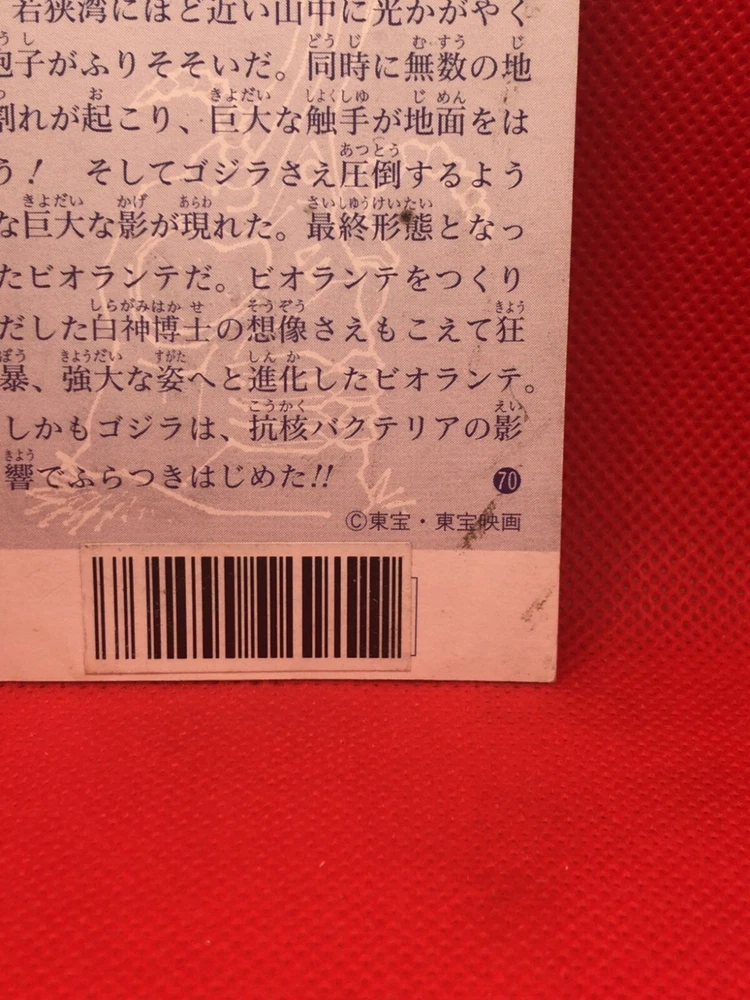 若狭湾にほど近い山中に光かがやく
胞子がふりそそいだ。同時に無数の地
割れが起こり、巨大な触手が地面をは
う！　そしてゴジラさえ圧倒するよう
な巨大な影が現れた。最終形態となっ
たビオランテだ。ビオランテをつくり
だした白神博士の想像さえもこえて狂
暴、強大な姿へと進化したビオランテ。
しかもゴジラは、抗核バクテリアの影
響でふらつきはじめた!!
70
©東宝・東宝映画